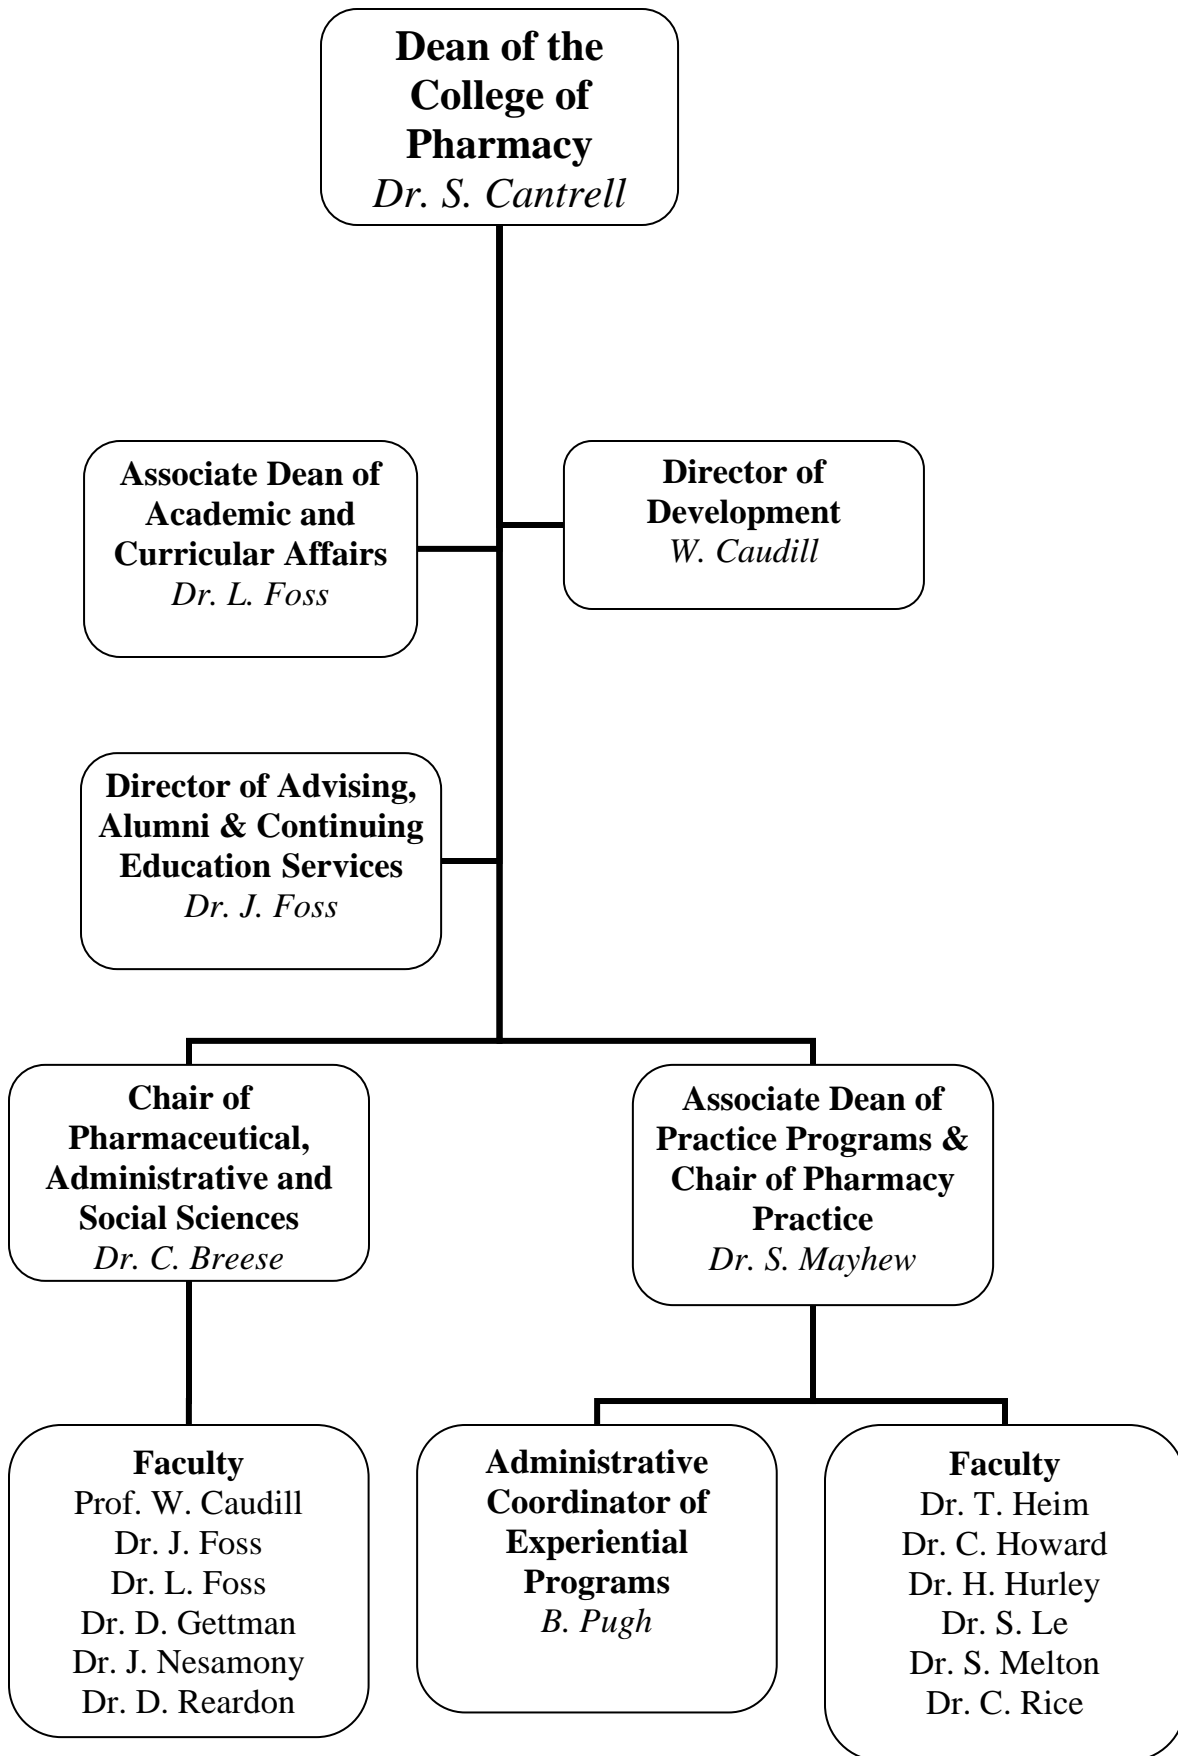 Dean of the
College of
Pharmacy
Dr. S. Cantrell
Associate Dean of
Academic and
Curricular Affairs
Dr. L. Foss
Director of
Development
W. Caudill
Director of Advising,
Alumni & Continuing
Education Services
Dr. J. Foss
Chair of
Pharmaceutical,
Administrative and
Social Sciences
Dr. C. Breese
Associate Dean of
Practice Programs &
Chair of Pharmacy
Practice
Dr. S. Mayhew
Faculty
Prof. W. Caudill
Dr. J. Foss
Dr. L. Foss
Dr. D. Gettman
Dr. J. Nesamony
Dr. D. Reardon
Administrative
Coordinator of
Experiential
Programs
B. Pugh
Faculty
Dr. T. Heim
Dr. C. Howard
Dr. H. Hurley
Dr. S. Le
Dr. S. Melton
Dr. C. Rice